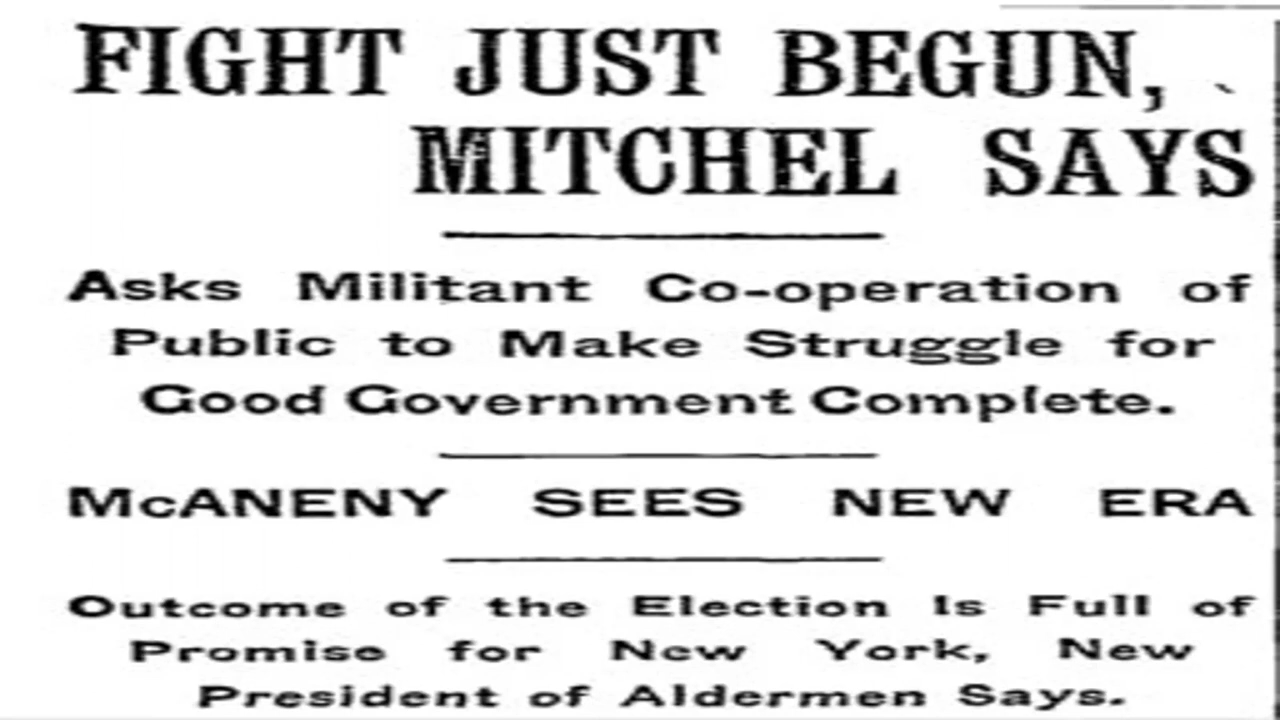 FIGHT JUST BEGUN,
MITCHEL SAYS
Asks Militant Co-operation of
Public to Make Struggle for
Good Government Complete.
McANENY SEES NEW ERA
Outcome of the Election Is Full of
Promise for New York, New
President of Aldermen Says.